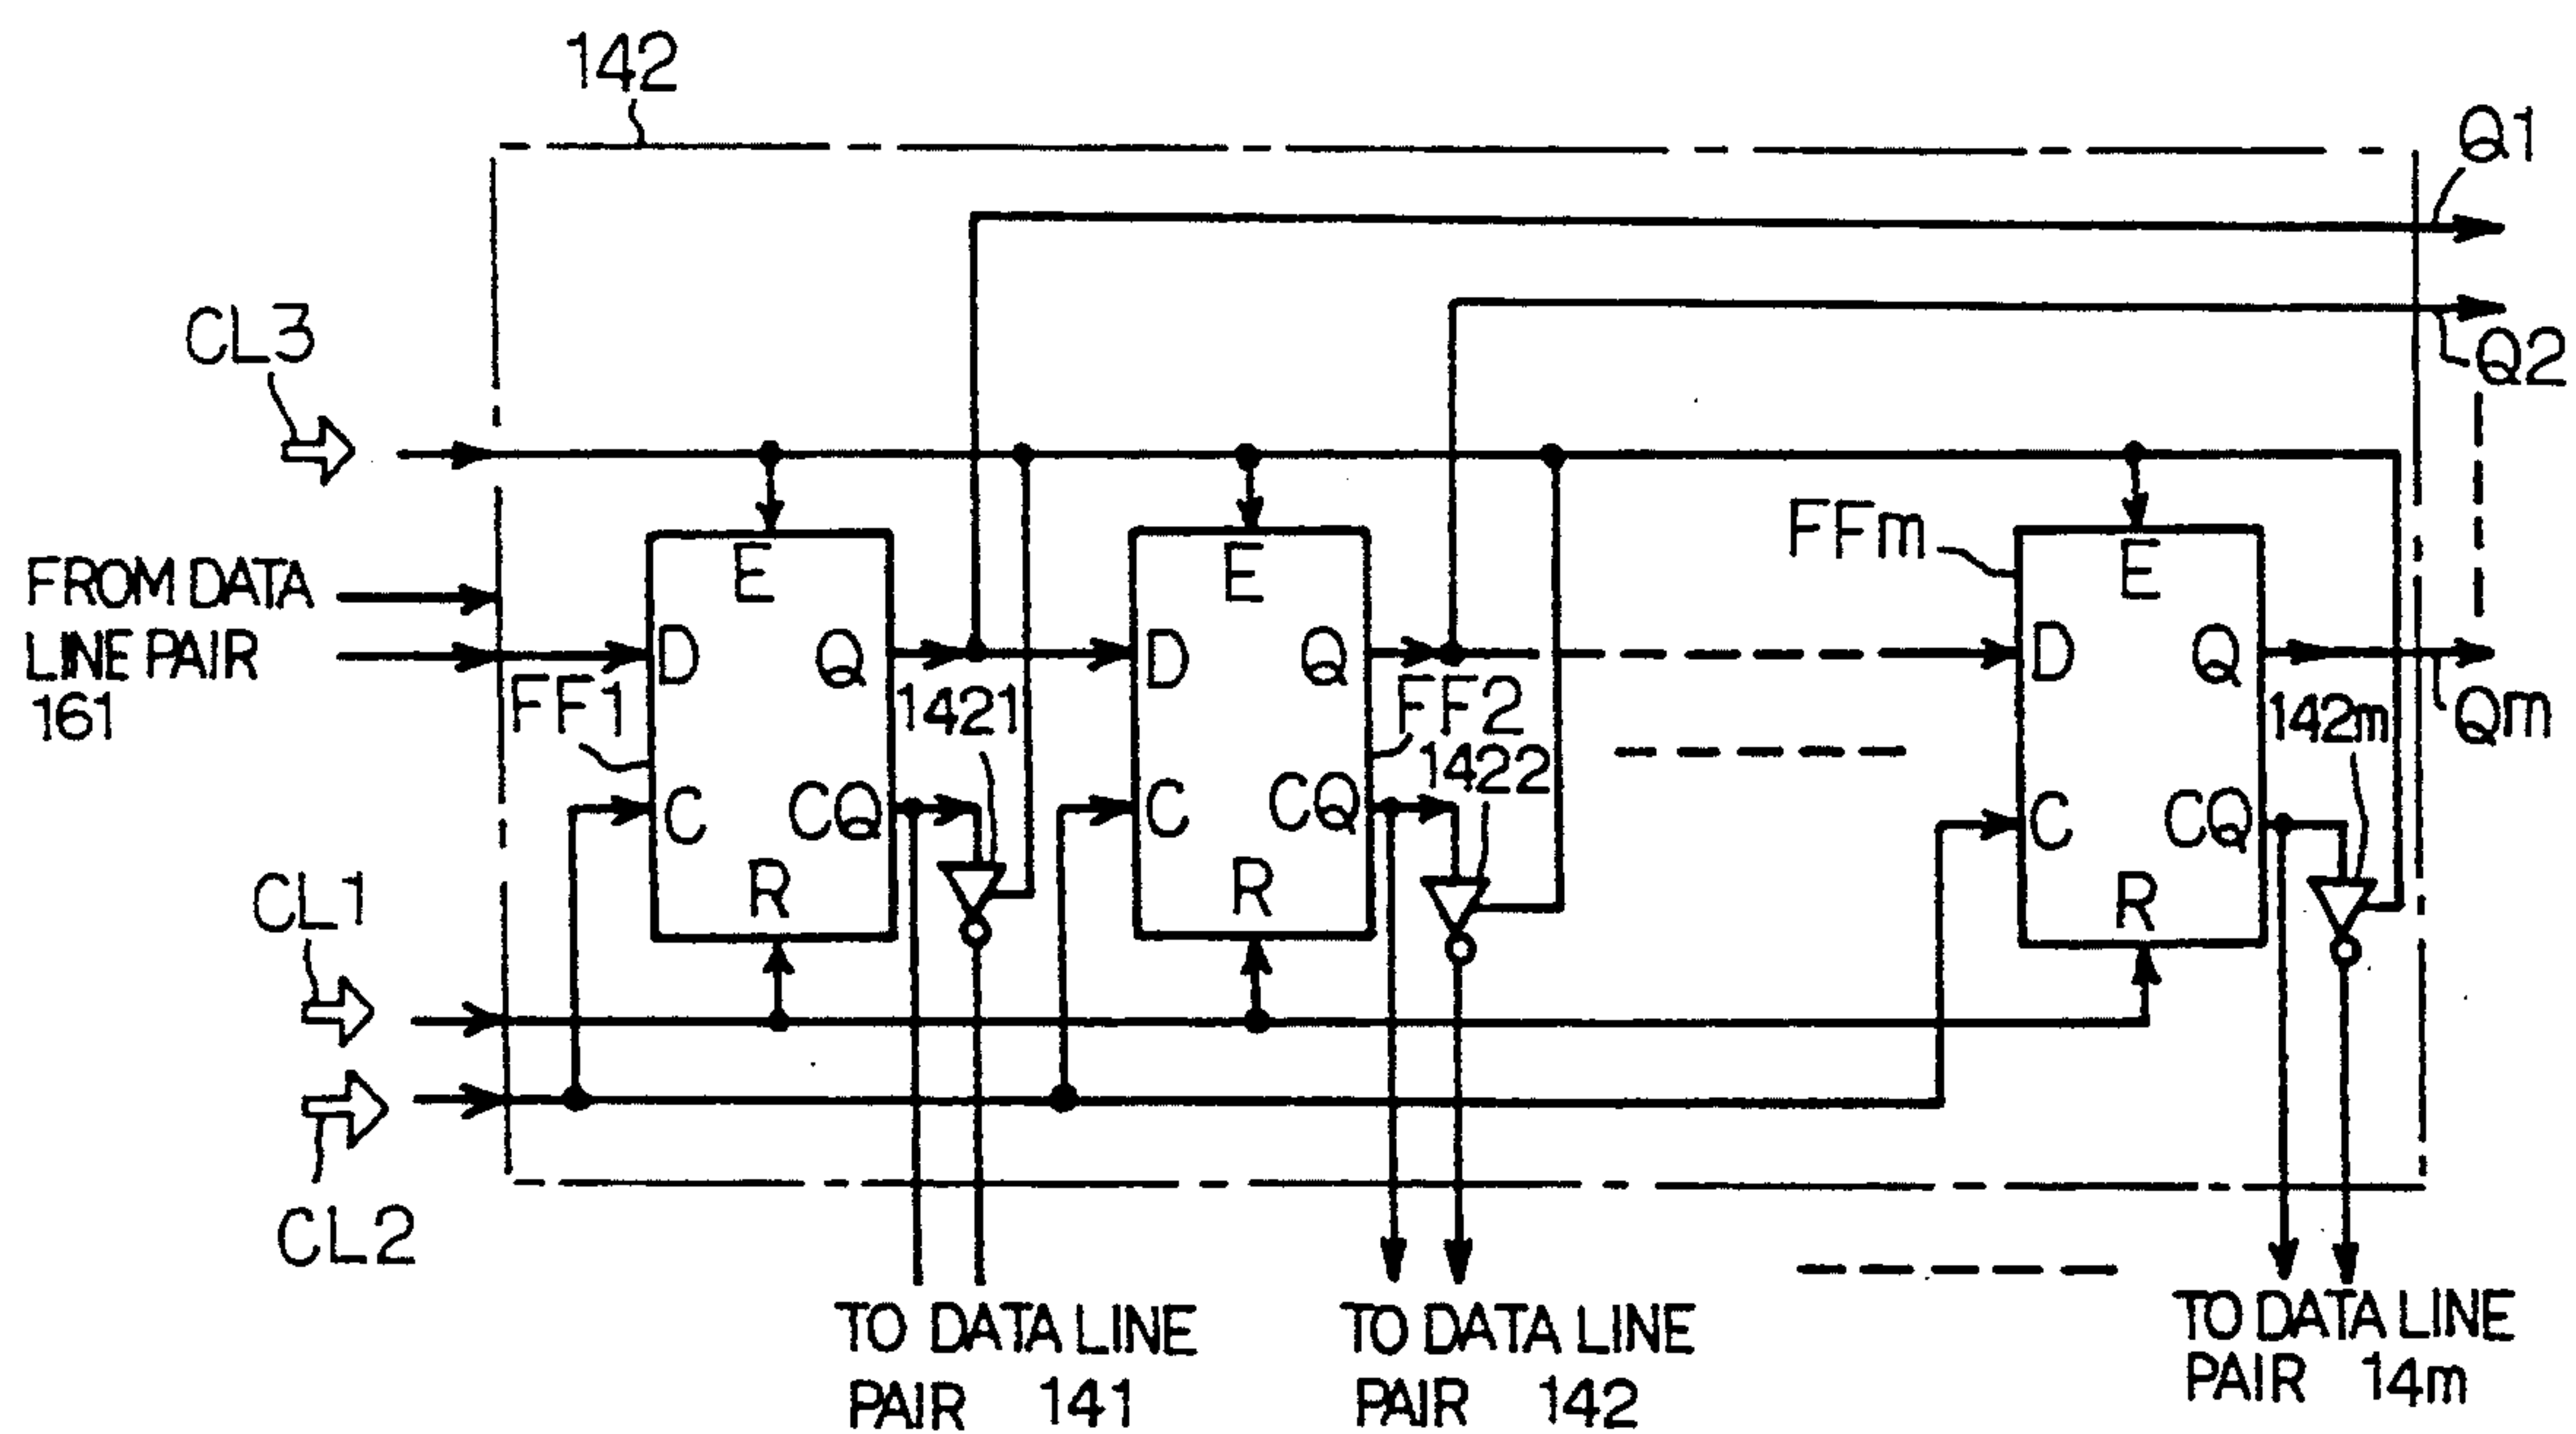 142
Q1
CL3
Q2
FFm
FROM DATA
LINE PAIR
161
E
D
Q
FF1
C
CQ
R
1421
E
D
Q
FF2
C
CQ
R
1422
E
D
Q
C
CQ
R
142m
Qm
CL1
CL2
TO DATA LINE
PAIR 141
TO DATA LINE
PAIR 142
TO DATA LINE
PAIR 14m